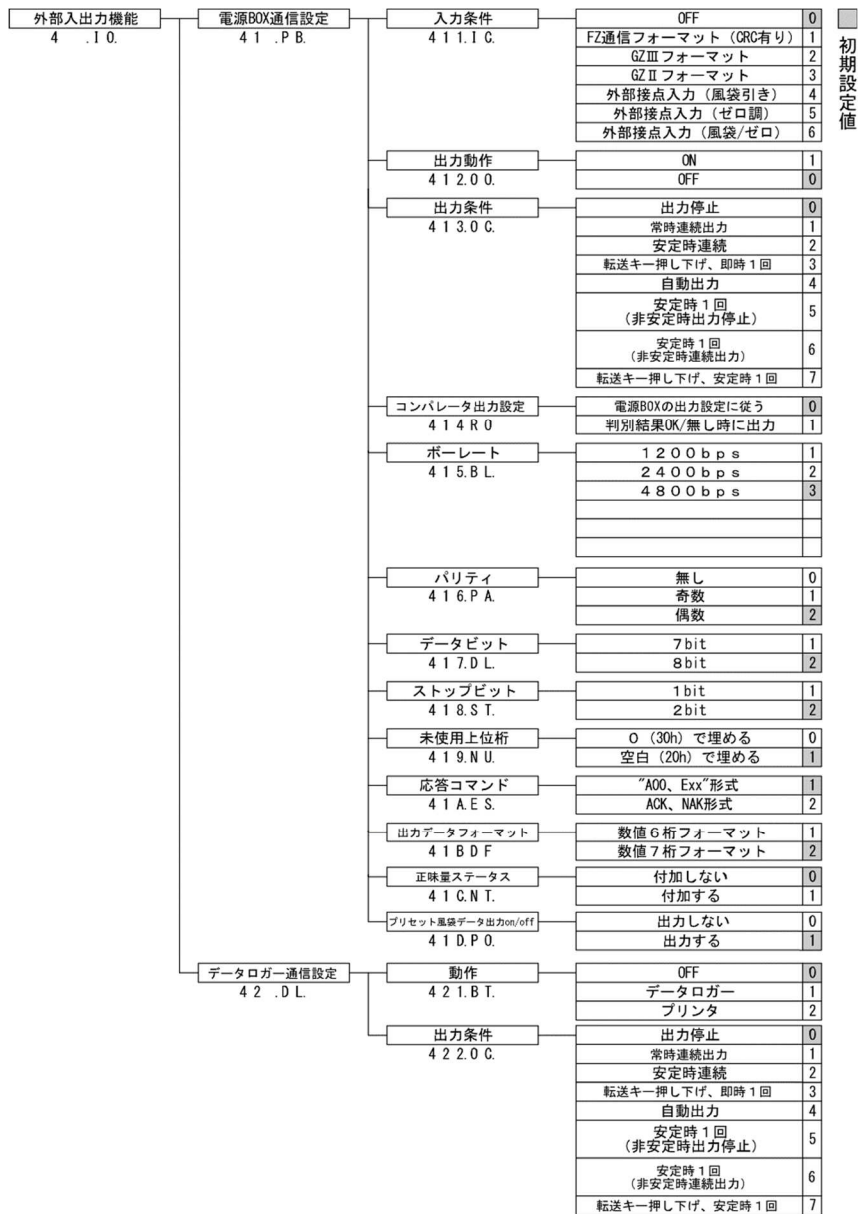 初期設定値
外部入出力機能
4 .IO.
電源BOX通信設定
41 .PB.
入力条件
411.IC.
OFF 0
FZ通信フォーマット（CRC有り） 1
GZⅢフォーマット 2
GZⅡフォーマット 3
外部接点入力（風袋引き） 4
外部接点入力（ゼロ調） 5
外部接点入力（風袋/ゼロ） 6
出力動作
412.OO.
ON 1
OFF 0
出力条件
413.OC.
出力停止 0
常時連続出力 1
安定時連続 2
転送キー押し下げ、即時１回 3
自動出力 4
安定時１回
（非安定時出力停止） 5
安定時１回
（非安定時連続出力） 6
転送キー押し下げ、安定時１回 7
コンパレータ出力設定
414RO
電源BOXの出力設定に従う 0
判別結果OK/無し時に出力 1
ボーレート
415.BL.
１２００ｂｐｓ 1
２４００ｂｐｓ 2
４８００ｂｐｓ 3
パリティ
416.PA.
無し 0
奇数 1
偶数 2
データビット
417.DL.
7bit 1
8bit 2
ストップビット
418.ST.
1bit 1
2bit 2
未使用上位桁
419.NU.
0（30h）で埋める 0
空白（20h）で埋める 1
応答コマンド
41A.ES.
"A00、Exx"形式 1
ACK、NAK形式 2
出力データフォーマット
41BDF
数値６桁フォーマット 1
数値７桁フォーマット 2
正味量ステータス
41C.NT.
付加しない 0
付加する 1
プリセット風袋データ出力on/off
41D.PO.
出力しない 0
出力する 1
データロガー通信設定
42 .DL.
動作
421.BT.
OFF 0
データロガー 1
プリンタ 2
出力条件
422.OC.
出力停止 0
常時連続出力 1
安定時連続 2
転送キー押し下げ、即時１回 3
自動出力 4
安定時１回
（非安定時出力停止） 5
安定時１回
（非安定時連続出力） 6
転送キー押し下げ、安定時１回 7